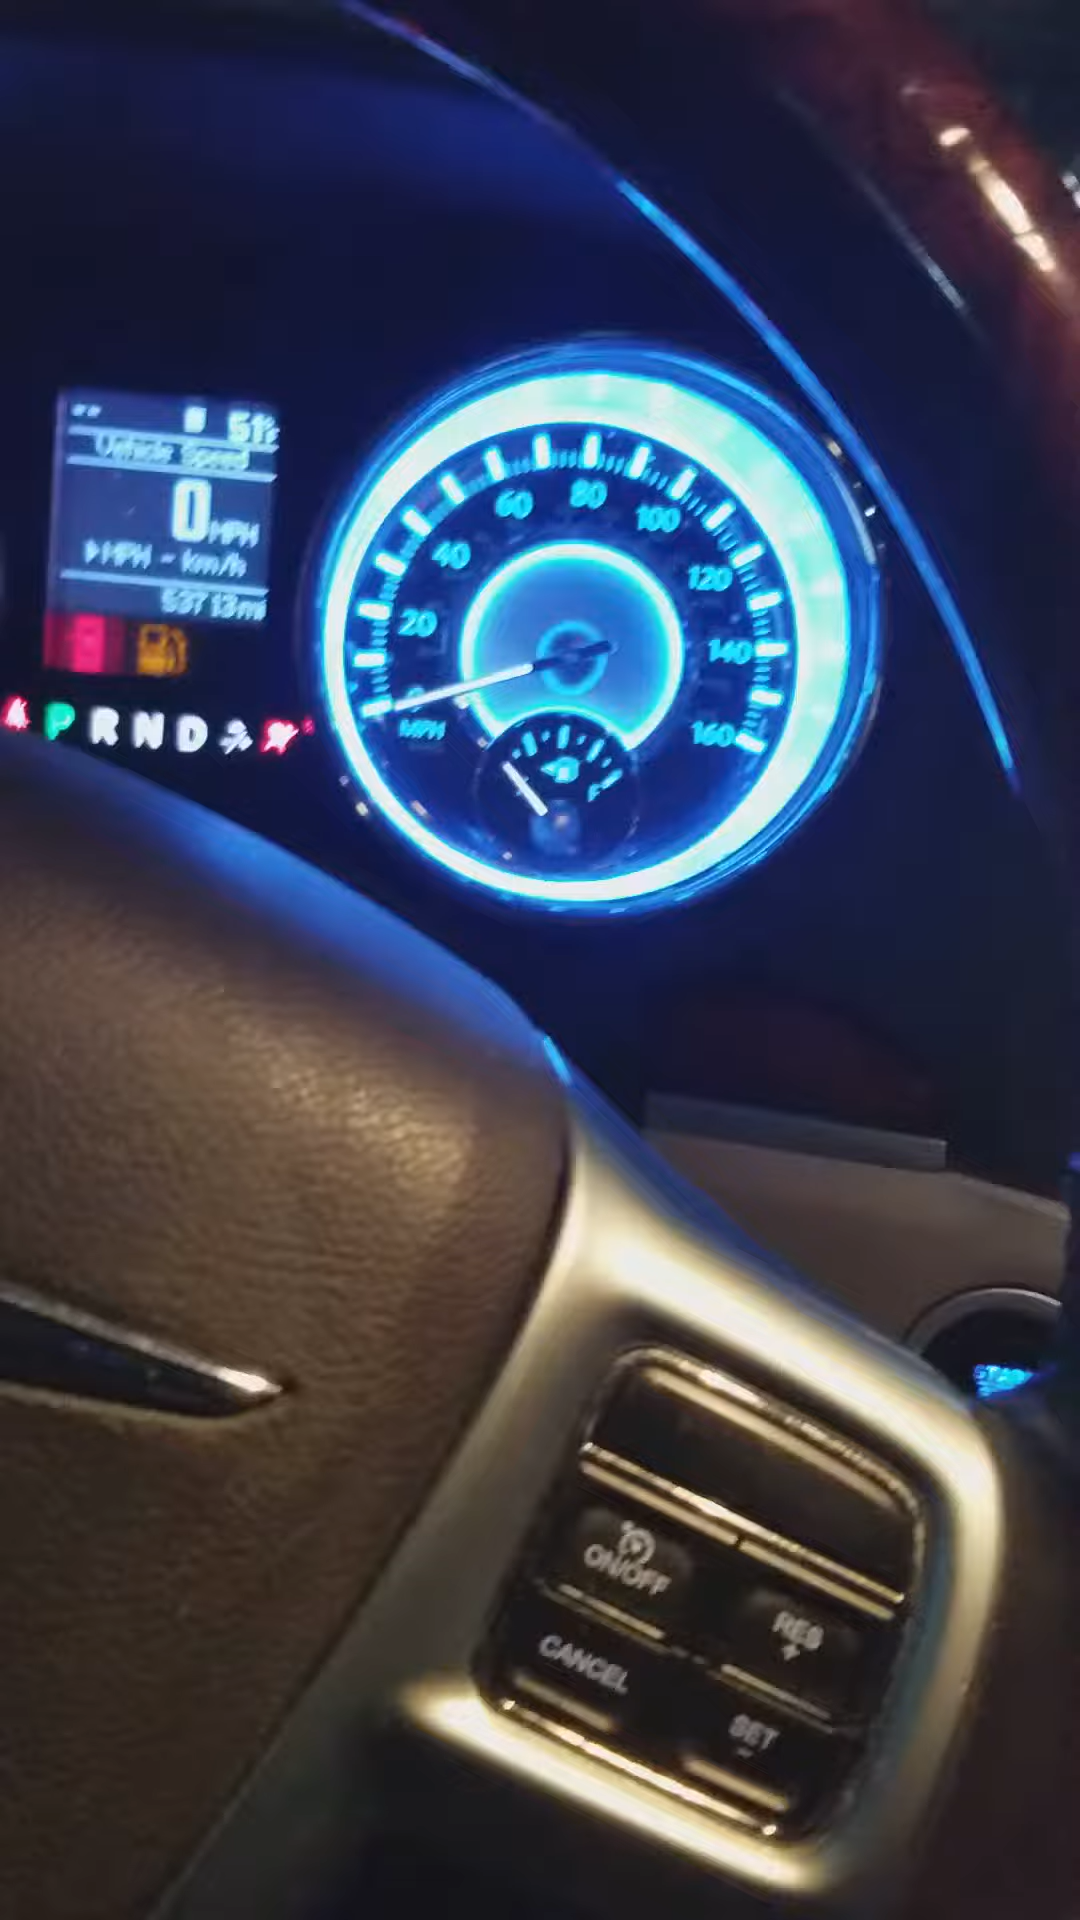 Vehicle Speed
0 MPH
▷MPH - km/h
P R N D
0 20 40 60 80 100 120 140 160
MPH
F
ON/OFF
RES
+
CANCEL
SET
-